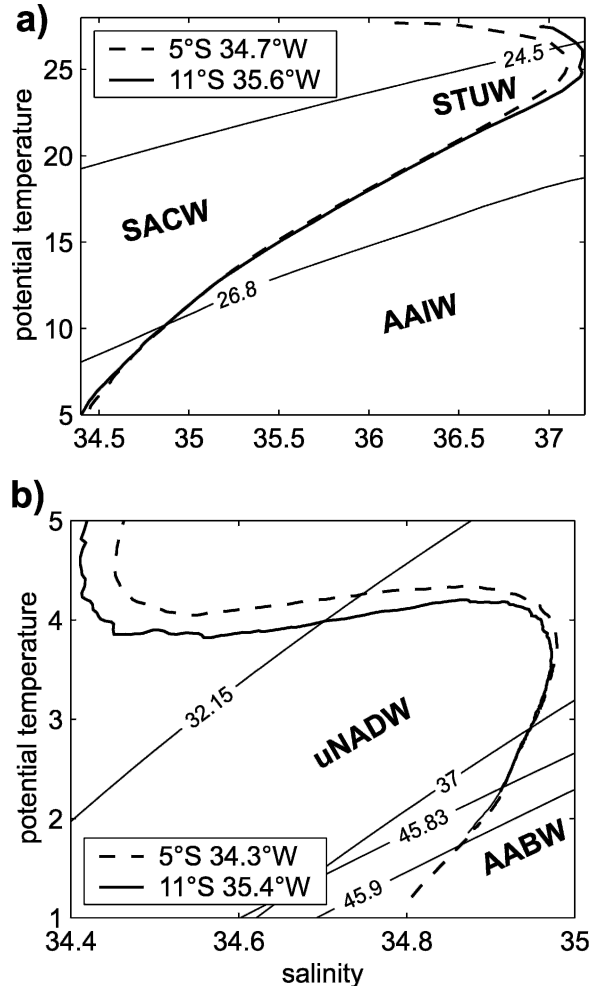 a)
5°S 34.7°W
11°S 35.6°W
24.5
STUW
SACW
26.8
AAIW
potential temperature
25
20
15
10
5
34.5 35 35.5 36 36.5 37
b)
5
4
3
2
1
potential temperature
32.15
uNADW
37
45.83
45.9
AABW
5°S 34.3°W
11°S 35.4°W
34.4 34.6 34.8 35
salinity